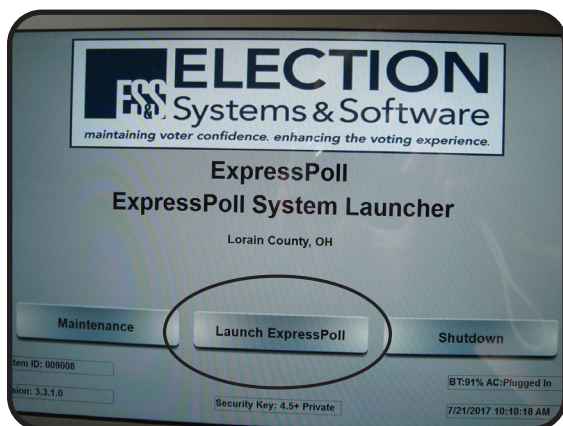 ES&S
ELECTION
Systems & Software
maintaining voter confidence. enhancing the voting experience.
ExpressPoll
ExpressPoll System Launcher
Lorain County, OH
Maintenance
Launch ExpressPoll
Shutdown
tem ID: 009008
BT:91% AC:Plugged In
sion: 3.3.1.0
Security Key: 4.5+ Private
7/21/2017 10:10:18 AM